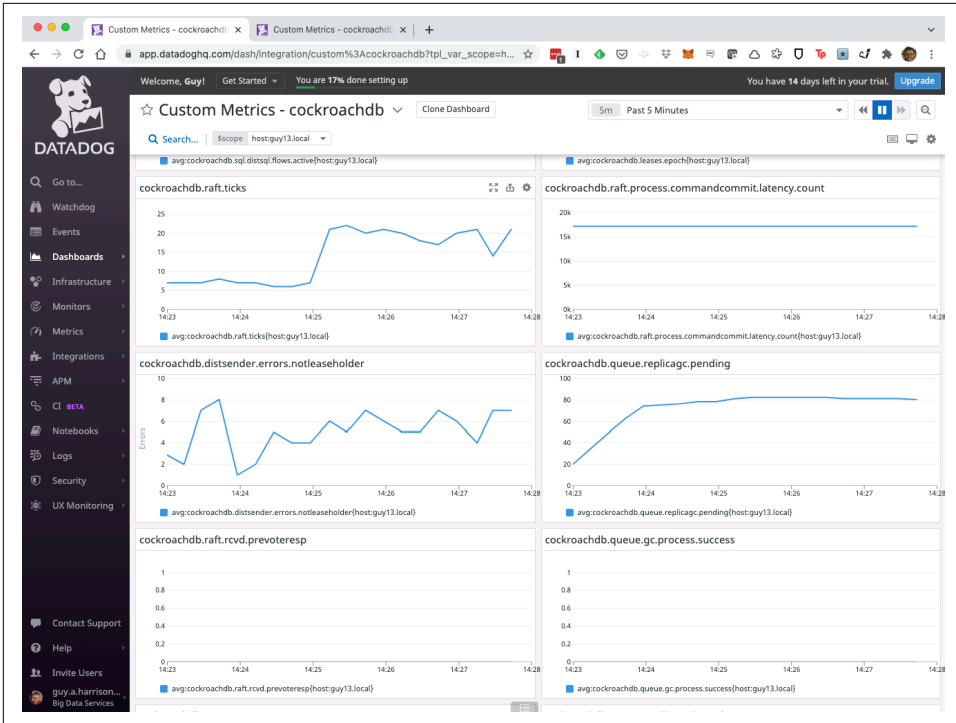 Custom Metrics - cockroachdb
Custom Metrics - cockroachdb
app.datadoghq.com/dash/integration/custom%3Acockroachdb?tpl_var_scope=h...
DATADOG
Go to...
Watchdog
Events
Dashboards
Infrastructure
Monitors
Metrics
Integrations
APM
CI BETA
Notebooks
Logs
Security
UX Monitoring
Contact Support
Help
Invite Users
guy.a.harrison...
Big Data Services
Welcome, Guy! Get Started You are 17% done setting up You have 14 days left in your trial. Upgrade
Custom Metrics - cockroachdb Clone Dashboard 5m Past 5 Minutes
Search... $scope host:guy13.local
avg:cockroachdb.sql.distsql.flows.active{host:guy13.local}
avg:cockroachdb.leases.epoch{host:guy13.local}
cockroachdb.raft.ticks
25
20
15
10
5
0
14:23 14:24 14:25 14:26 14:27 14:28
avg:cockroachdb.raft.ticks{host:guy13.local}
cockroachdb.raft.process.commandcommit.latency.count
20k
15k
10k
5k
0k
14:23 14:24 14:25 14:26 14:27 14:28
avg:cockroachdb.raft.process.commandcommit.latency.count{host:guy13.local}
cockroachdb.distsender.errors.notleaseholder
Errors
10
8
6
4
2
0
14:23 14:24 14:25 14:26 14:27 14:28
avg:cockroachdb.distsender.errors.notleaseholder{host:guy13.local}
cockroachdb.queue.replicagc.pending
100
80
60
40
20
0
14:23 14:24 14:25 14:26 14:27 14:28
avg:cockroachdb.queue.replicagc.pending{host:guy13.local}
cockroachdb.raft.rcvd.prevoteresp
1
0.8
0.6
0.4
0.2
0
14:23 14:24 14:25 14:26 14:27 14:28
avg:cockroachdb.raft.rcvd.prevoteresp{host:guy13.local}
cockroachdb.queue.gc.process.success
1
0.8
0.6
0.4
0.2
0
14:23 14:24 14:25 14:26 14:27 14:28
avg:cockroachdb.queue.gc.process.success{host:guy13.local}